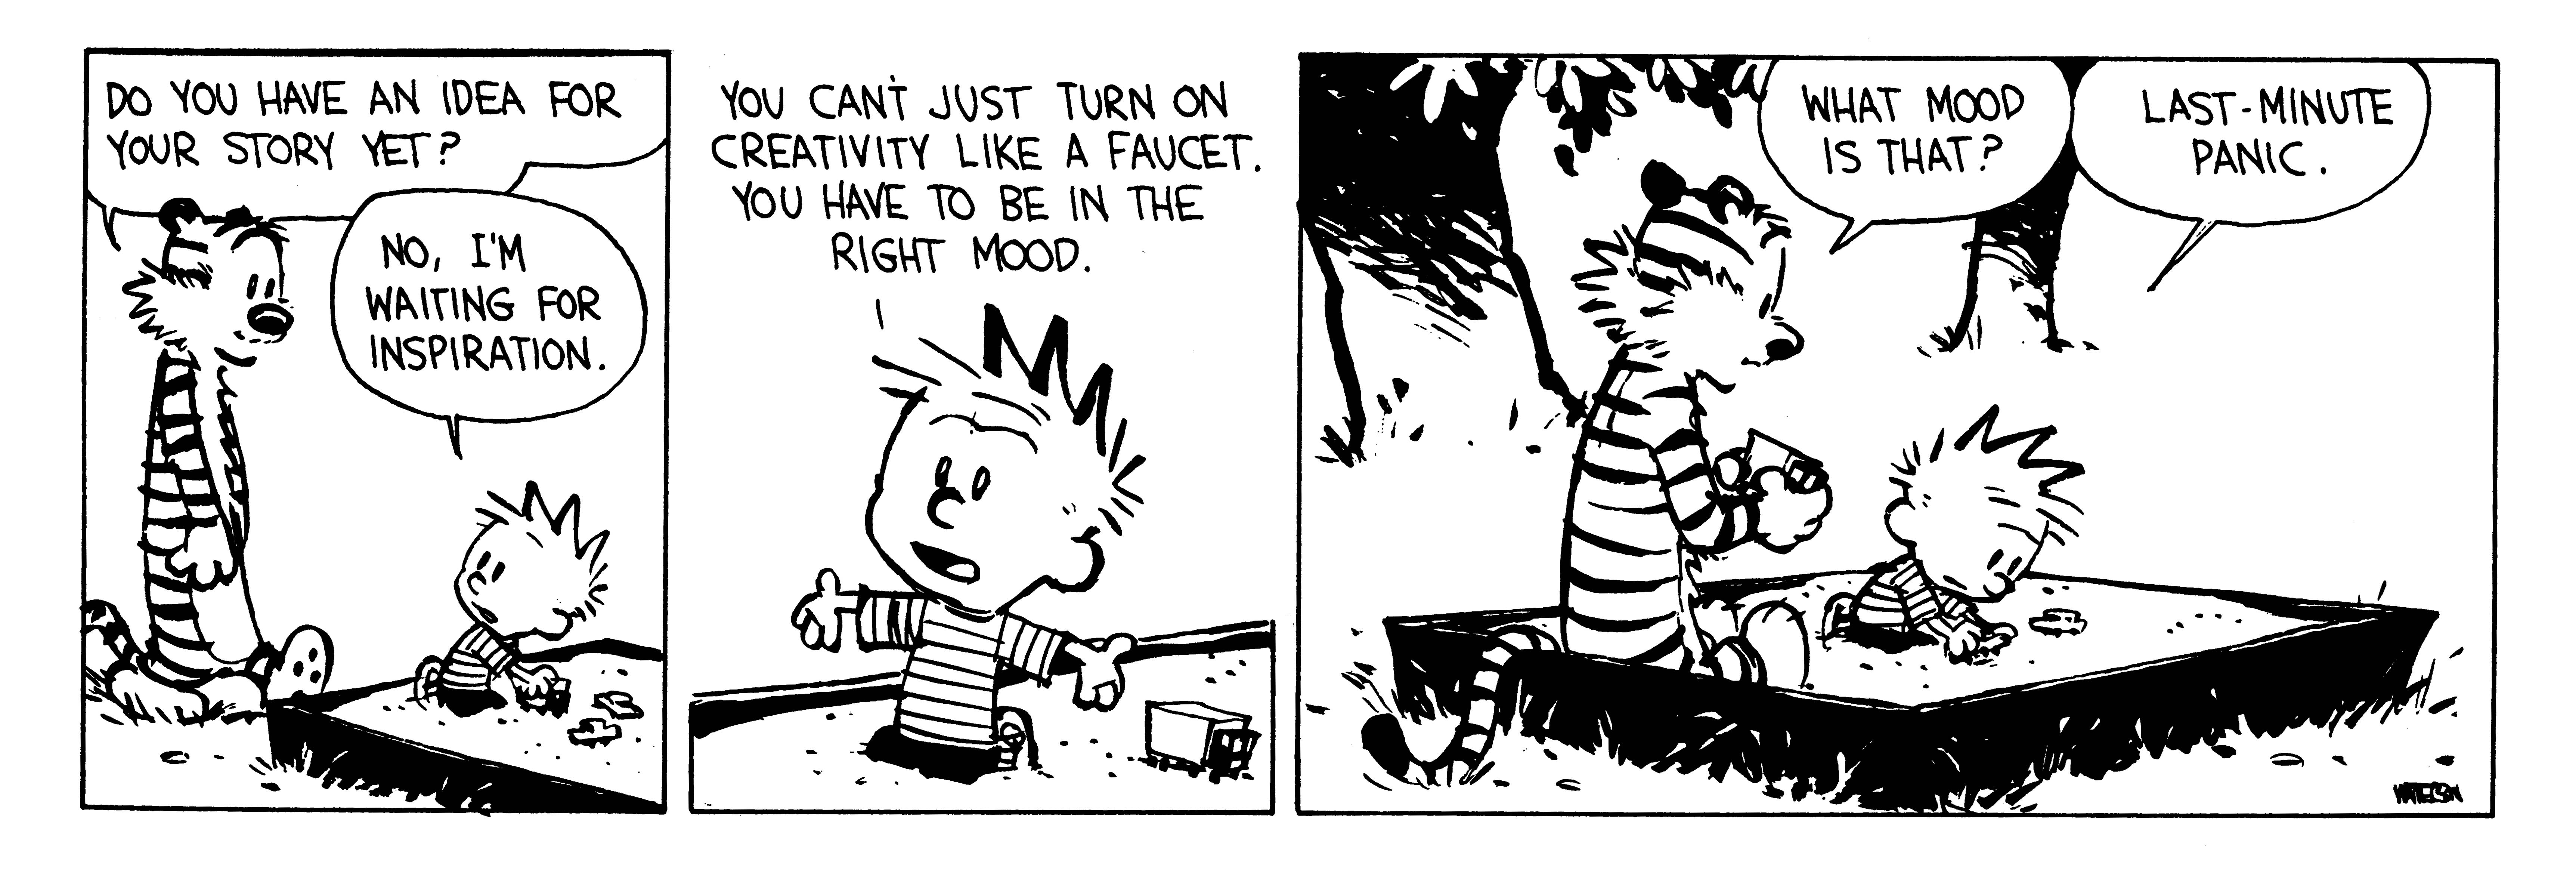 DO YOU HAVE AN IDEA FOR
YOUR STORY YET?
NO, I'M
WAITING FOR
INSPIRATION.
YOU CAN'T JUST TURN ON
CREATIVITY LIKE A FAUCET.
YOU HAVE TO BE IN THE
RIGHT MOOD.
WHAT MOOD
IS THAT?
LAST-MINUTE
PANIC.
WATTERSON